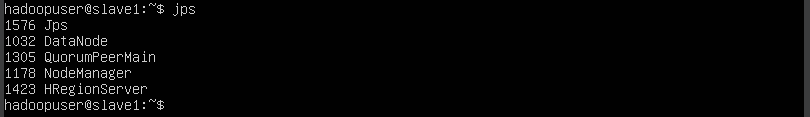 hadoopuser@slave1:~$ jps
1576 Jps
1032 DataNode
1305 QuorumPeerMain
1178 NodeManager
1423 HRegionServer
hadoopuser@slave1:~$